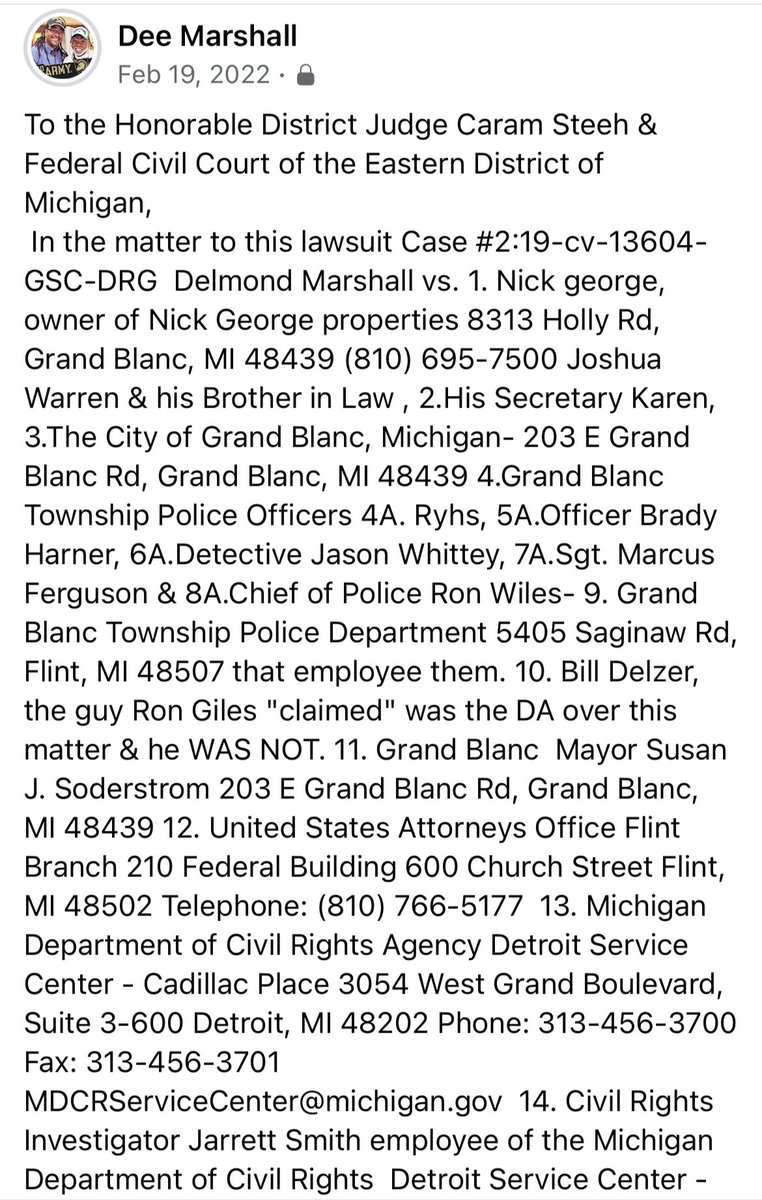 Dee Marshall
Feb 19, 2022 ·
ARMY
To the Honorable District Judge Caram Steeh &
Federal Civil Court of the Eastern District of
Michigan,
In the matter to this lawsuit Case #2:19-cv-13604-
GSC-DRG  Delmond Marshall vs. 1. Nick george,
owner of Nick George properties 8313 Holly Rd,
Grand Blanc, MI 48439 (810) 695-7500 Joshua
Warren & his Brother in Law , 2.His Secretary Karen,
3.The City of Grand Blanc, Michigan- 203 E Grand
Blanc Rd, Grand Blanc, MI 48439 4.Grand Blanc
Township Police Officers 4A. Ryhs, 5A.Officer Brady
Harner, 6A.Detective Jason Whittey, 7A.Sgt. Marcus
Ferguson & 8A.Chief of Police Ron Wiles- 9. Grand
Blanc Township Police Department 5405 Saginaw Rd,
Flint, MI 48507 that employee them. 10. Bill Delzer,
the guy Ron Giles "claimed" was the DA over this
matter & he WAS NOT. 11. Grand Blanc  Mayor Susan
J. Soderstrom 203 E Grand Blanc Rd, Grand Blanc,
MI 48439 12. United States Attorneys Office Flint
Branch 210 Federal Building 600 Church Street Flint,
MI 48502 Telephone: (810) 766-5177  13. Michigan
Department of Civil Rights Agency Detroit Service
Center - Cadillac Place 3054 West Grand Boulevard,
Suite 3-600 Detroit, MI 48202 Phone: 313-456-3700
Fax: 313-456-3701
MDCRServiceCenter@michigan.gov  14. Civil Rights
Investigator Jarrett Smith employee of the Michigan
Department of Civil Rights  Detroit Service Center -